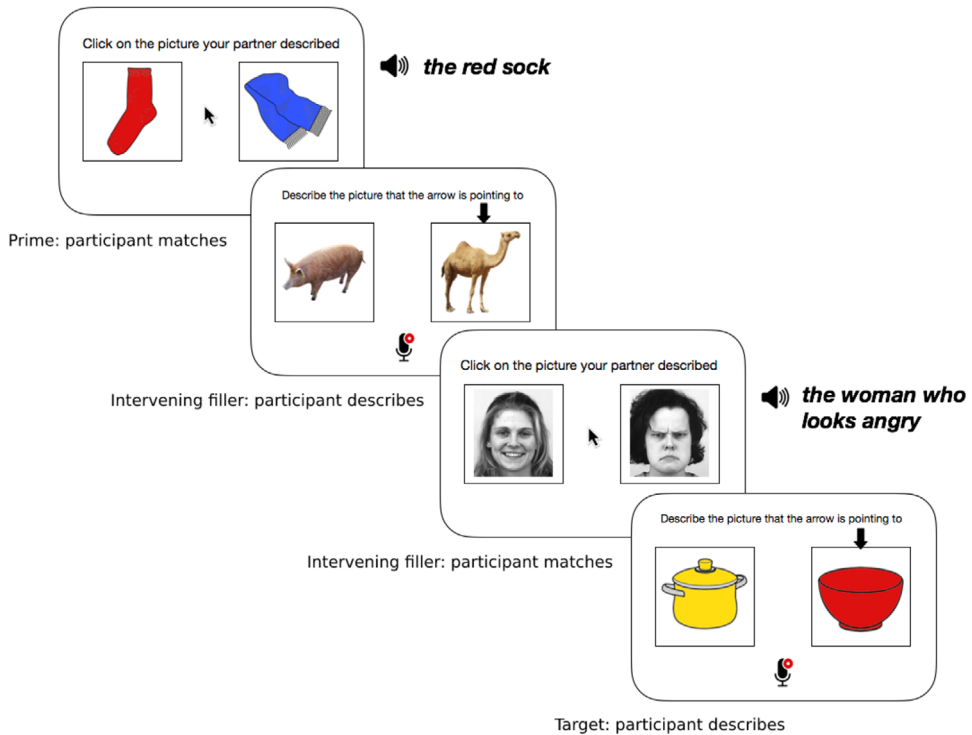 Click on the picture your partner described
the red sock
Describe the picture that the arrow is pointing to
Prime: participant matches
Click on the picture your partner described
the woman who
looks angry
Intervening filler: participant describes
Describe the picture that the arrow is pointing to
Intervening filler: participant matches
Target: participant describes